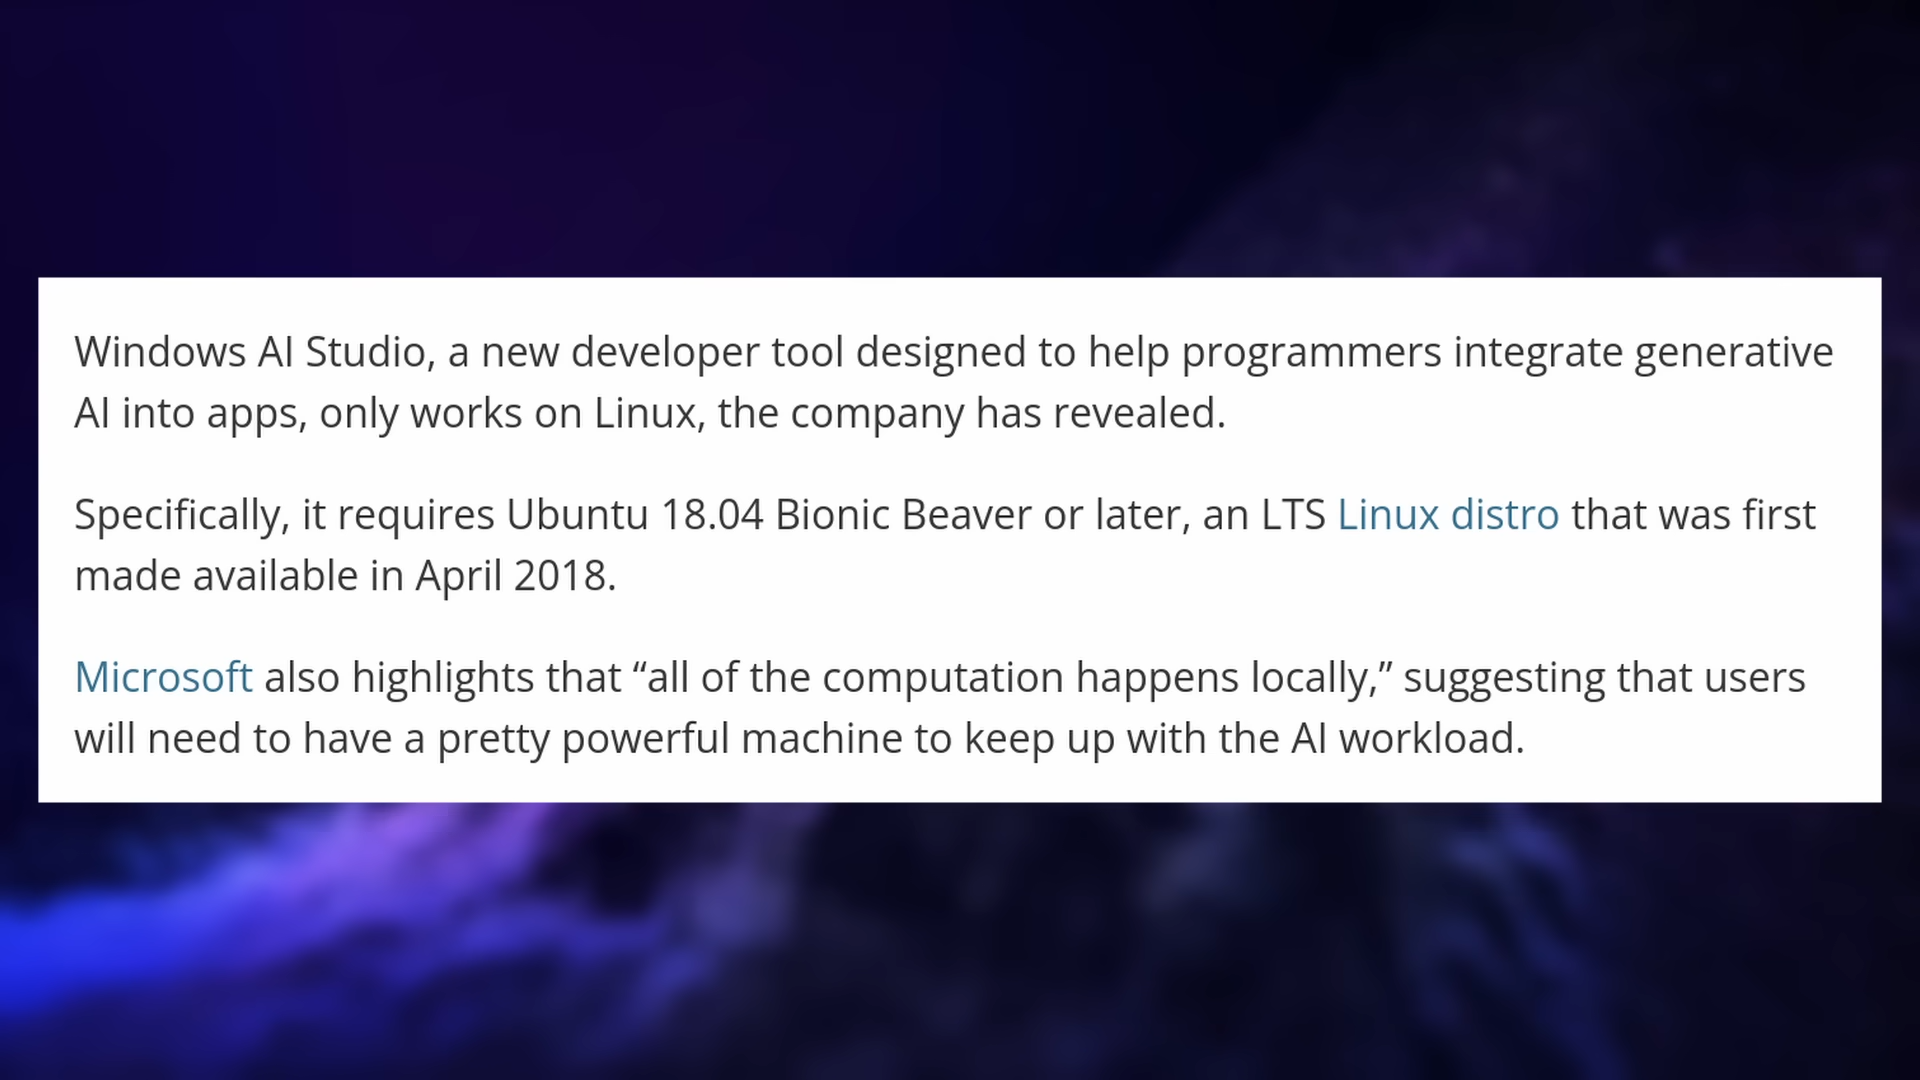 Windows AI Studio, a new developer tool designed to help programmers integrate generative
AI into apps, only works on Linux, the company has revealed.
Specifically, it requires Ubuntu 18.04 Bionic Beaver or later, an LTS Linux distro that was first
made available in April 2018.
Microsoft also highlights that “all of the computation happens locally,” suggesting that users
will need to have a pretty powerful machine to keep up with the AI workload.